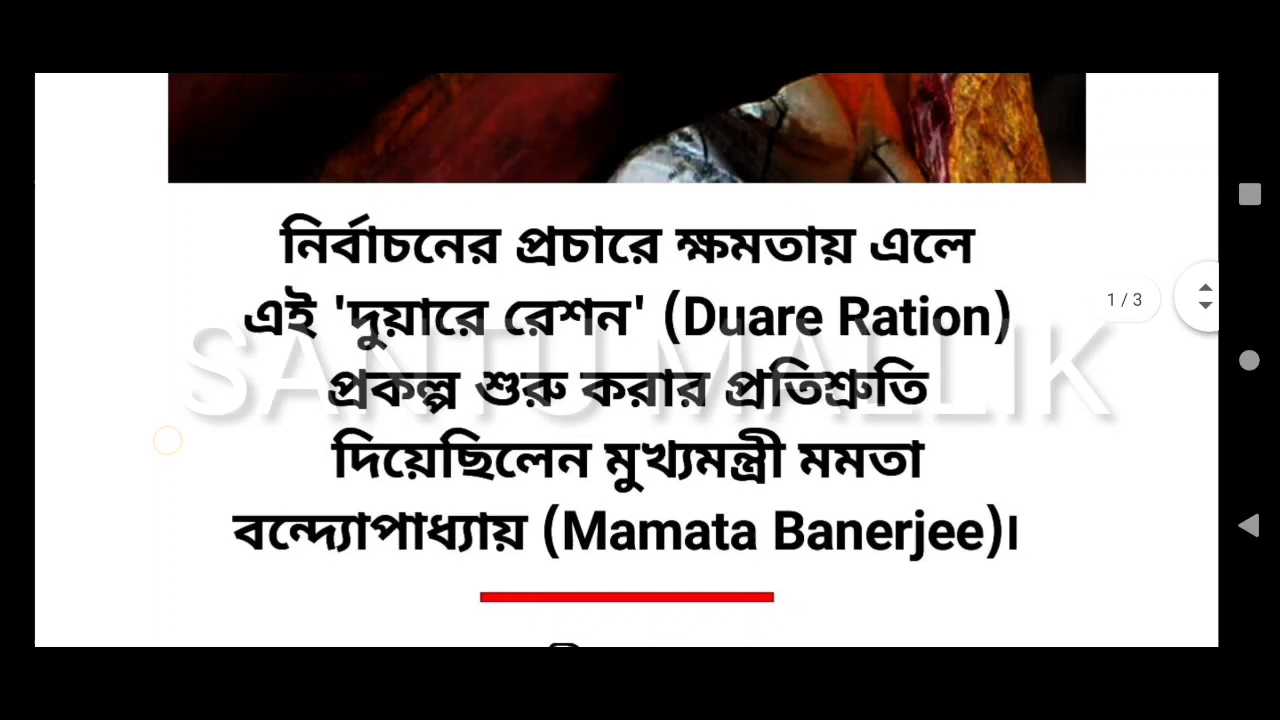 নির্বাচনের প্রচারে ক্ষমতায় এলে
এই 'দুয়ারে রেশন' (Duare Ration)
প্রকল্প শুরু করার প্রতিশ্রুতি
দিয়েছিলেন মুখ্যমন্ত্রী মমতা
বন্দ্যোপাধ্যায় (Mamata Banerjee)।
SANTU MALLIK
1 / 3